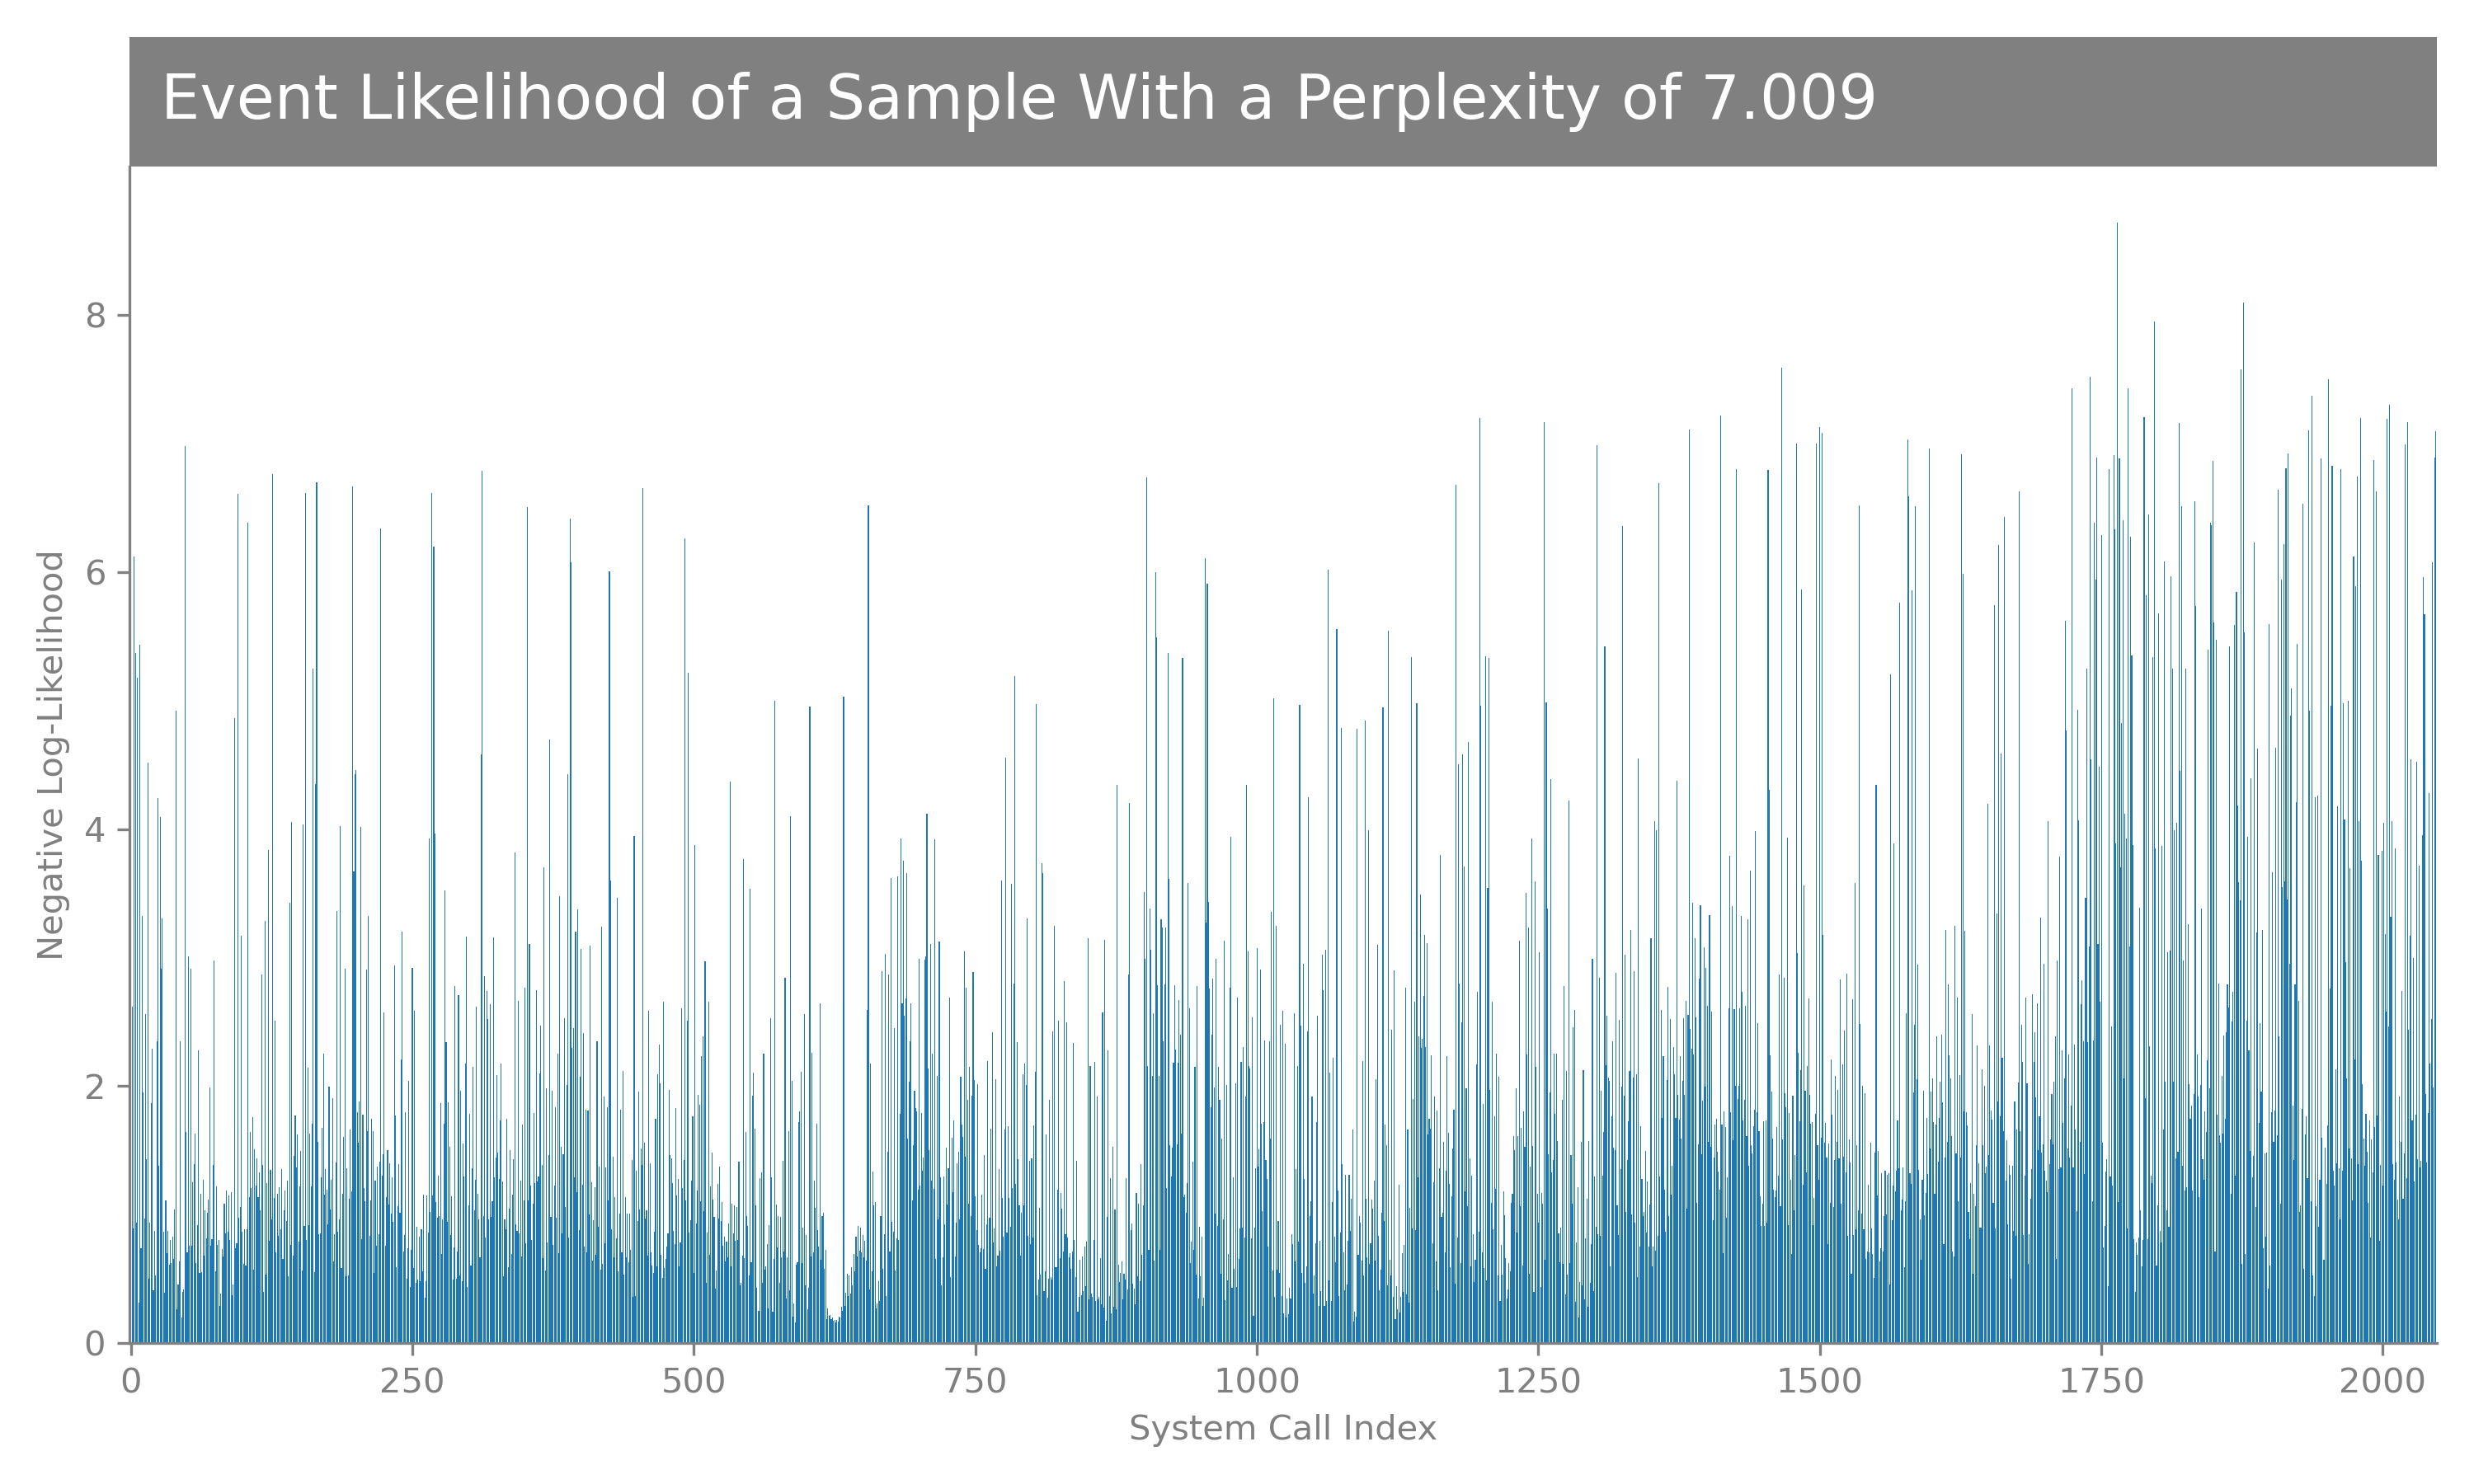 Event Likelihood of a Sample With a Perplexity of 7.009
8
6
4
2
0
Negative Log-Likelihood
0 250 500 750 1000 1250 1500 1750 2000
System Call Index